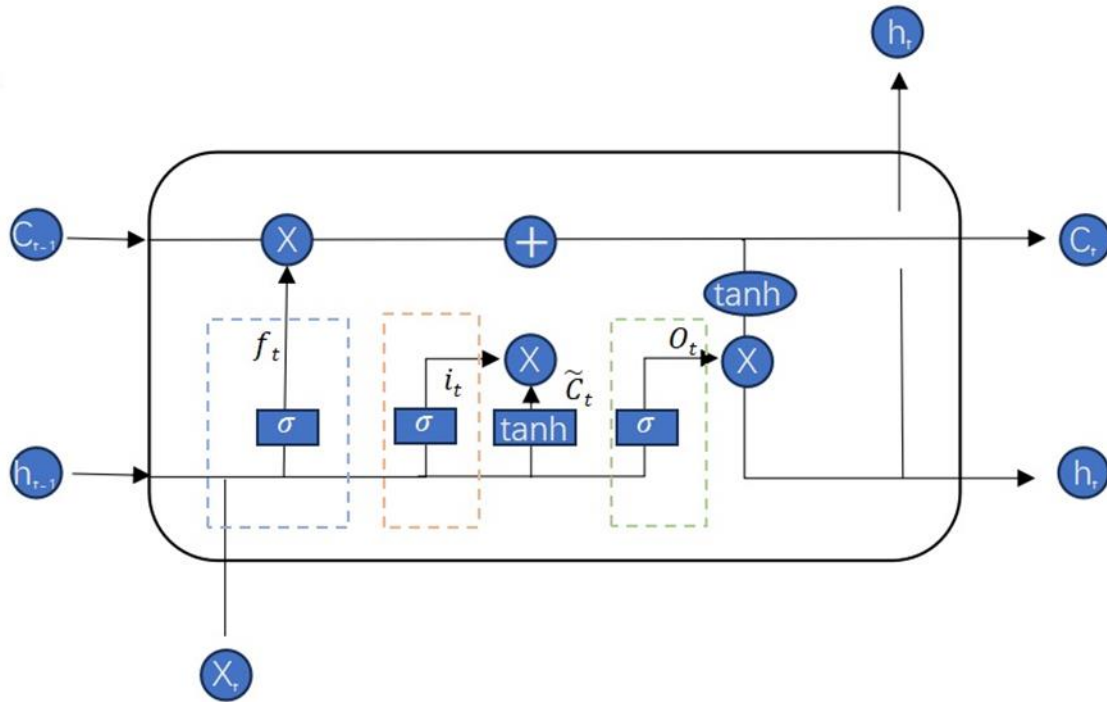 hₜ
Cₜ₋₁
X
+
Cₜ
tanh
fₜ
iₜ
X
C̃ₜ
Oₜ
X
σ
σ
tanh
σ
hₜ₋₁
hₜ
Xₜ